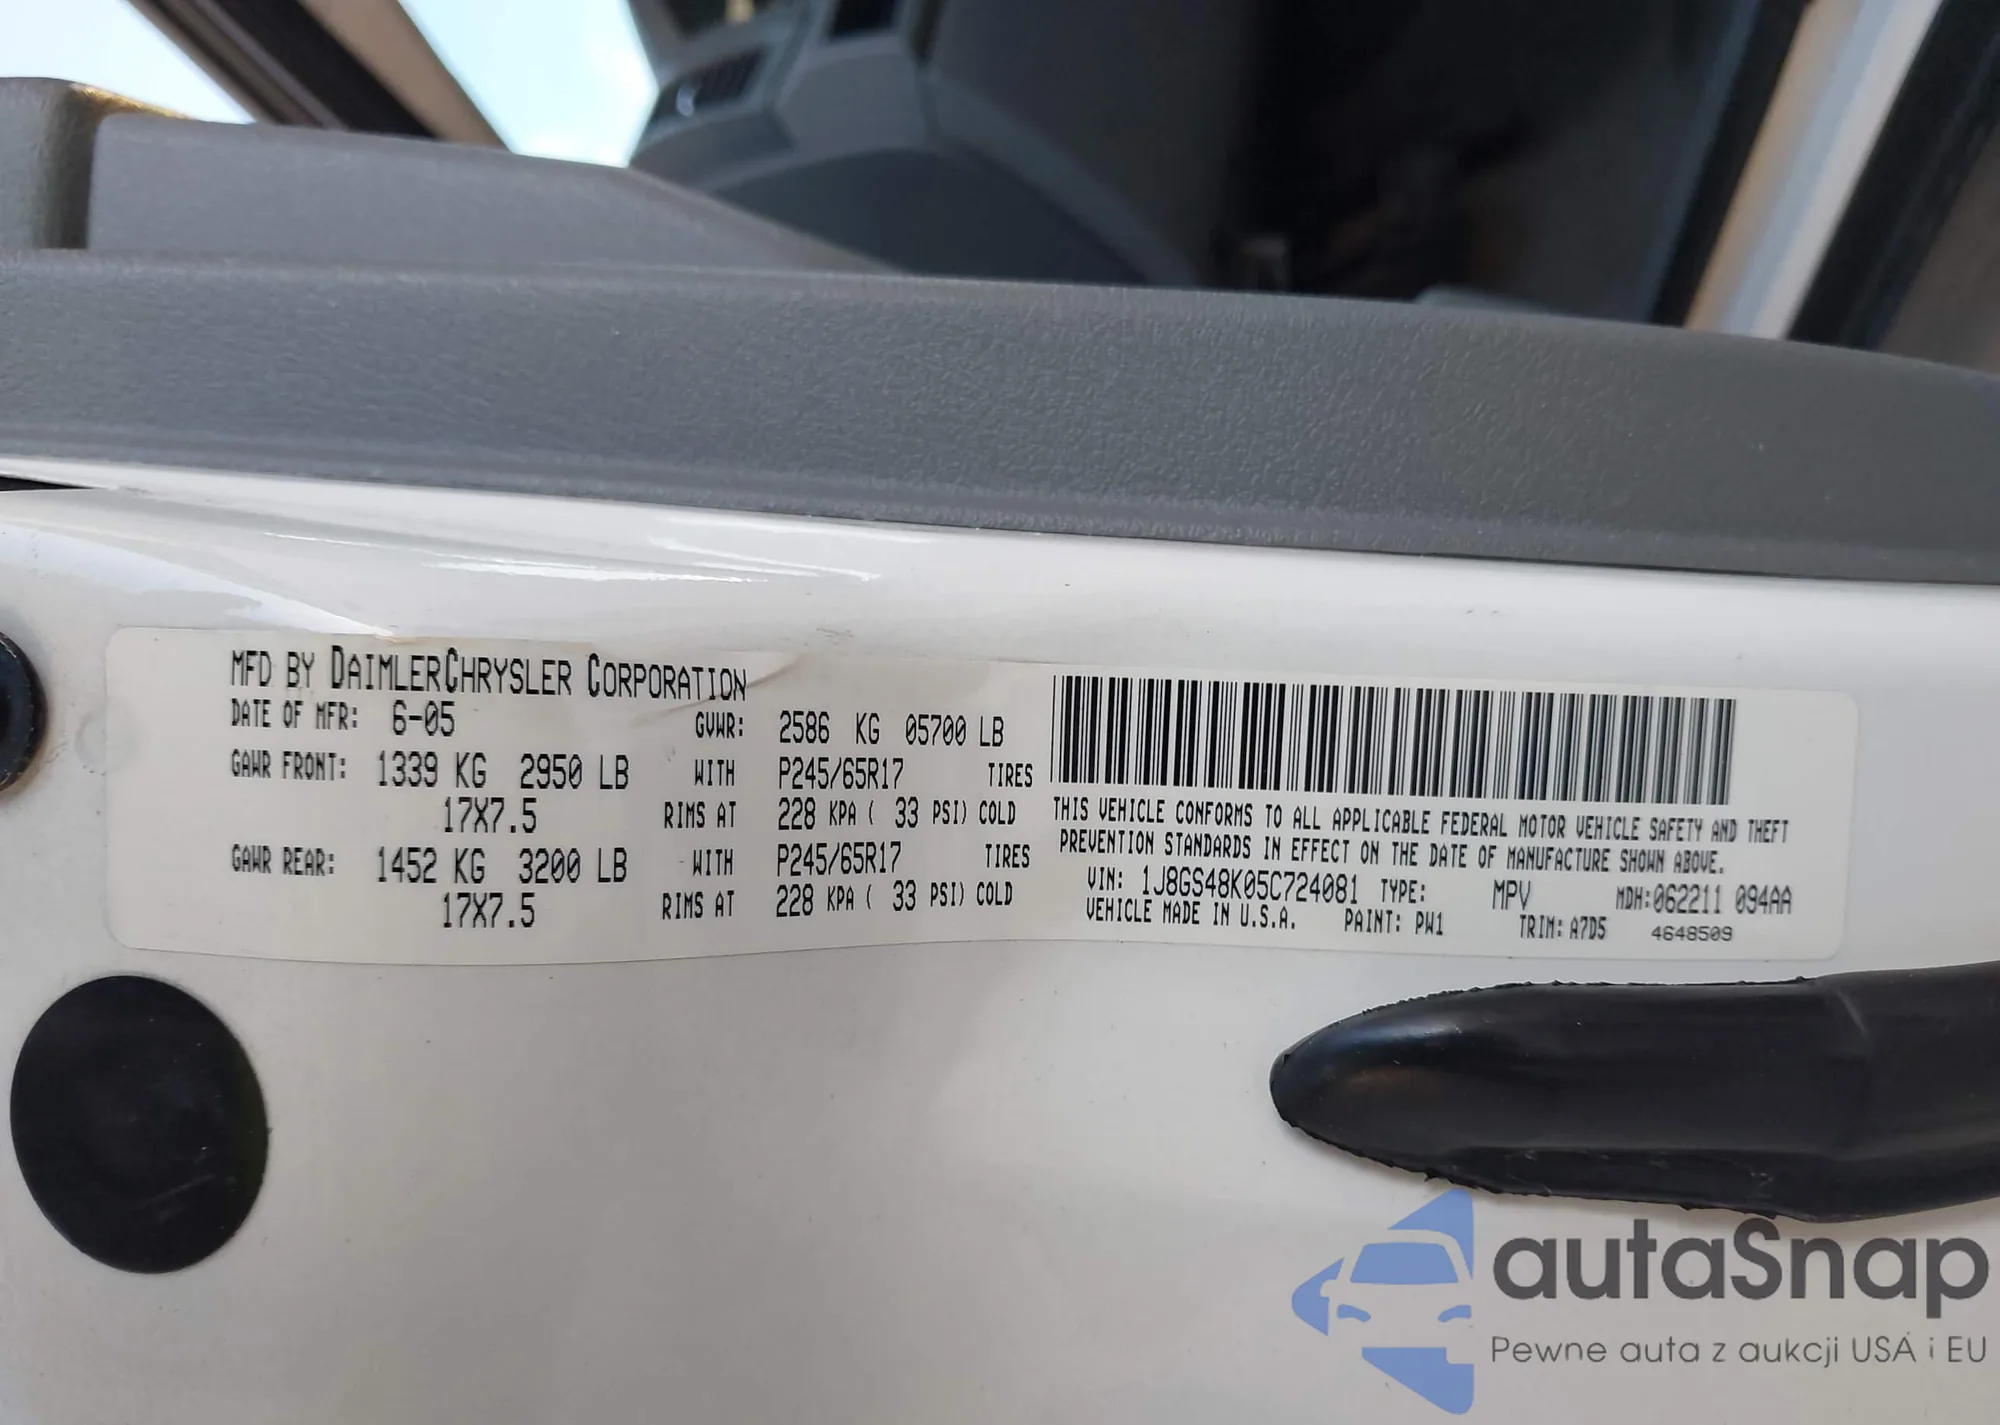 MFD BY DAIMLERCHRYSLER CORPORATION
DATE OF MFR: 6-05 GVWR: 2586 KG 05700 LB
GAWR FRONT: 1339 KG 2950 LB WITH P245/65R17 TIRES
17X7.5 RIMS AT 228 KPA ( 33 PSI) COLD
GAWR REAR: 1452 KG 3200 LB WITH P245/65R17 TIRES
17X7.5 RIMS AT 228 KPA ( 33 PSI) COLD
THIS VEHICLE CONFORMS TO ALL APPLICABLE FEDERAL MOTOR VEHICLE SAFETY AND THEFT
PREVENTION STANDARDS IN EFFECT ON THE DATE OF MANUFACTURE SHOWN ABOVE.
VIN: 1J8GS48K05C724081 TYPE: MPV MDH:062211 094AA
VEHICLE MADE IN U.S.A. PAINT: PW1 TRIM: A7D5 4648509
autaSnap
Pewne auta z aukcji USA i EU